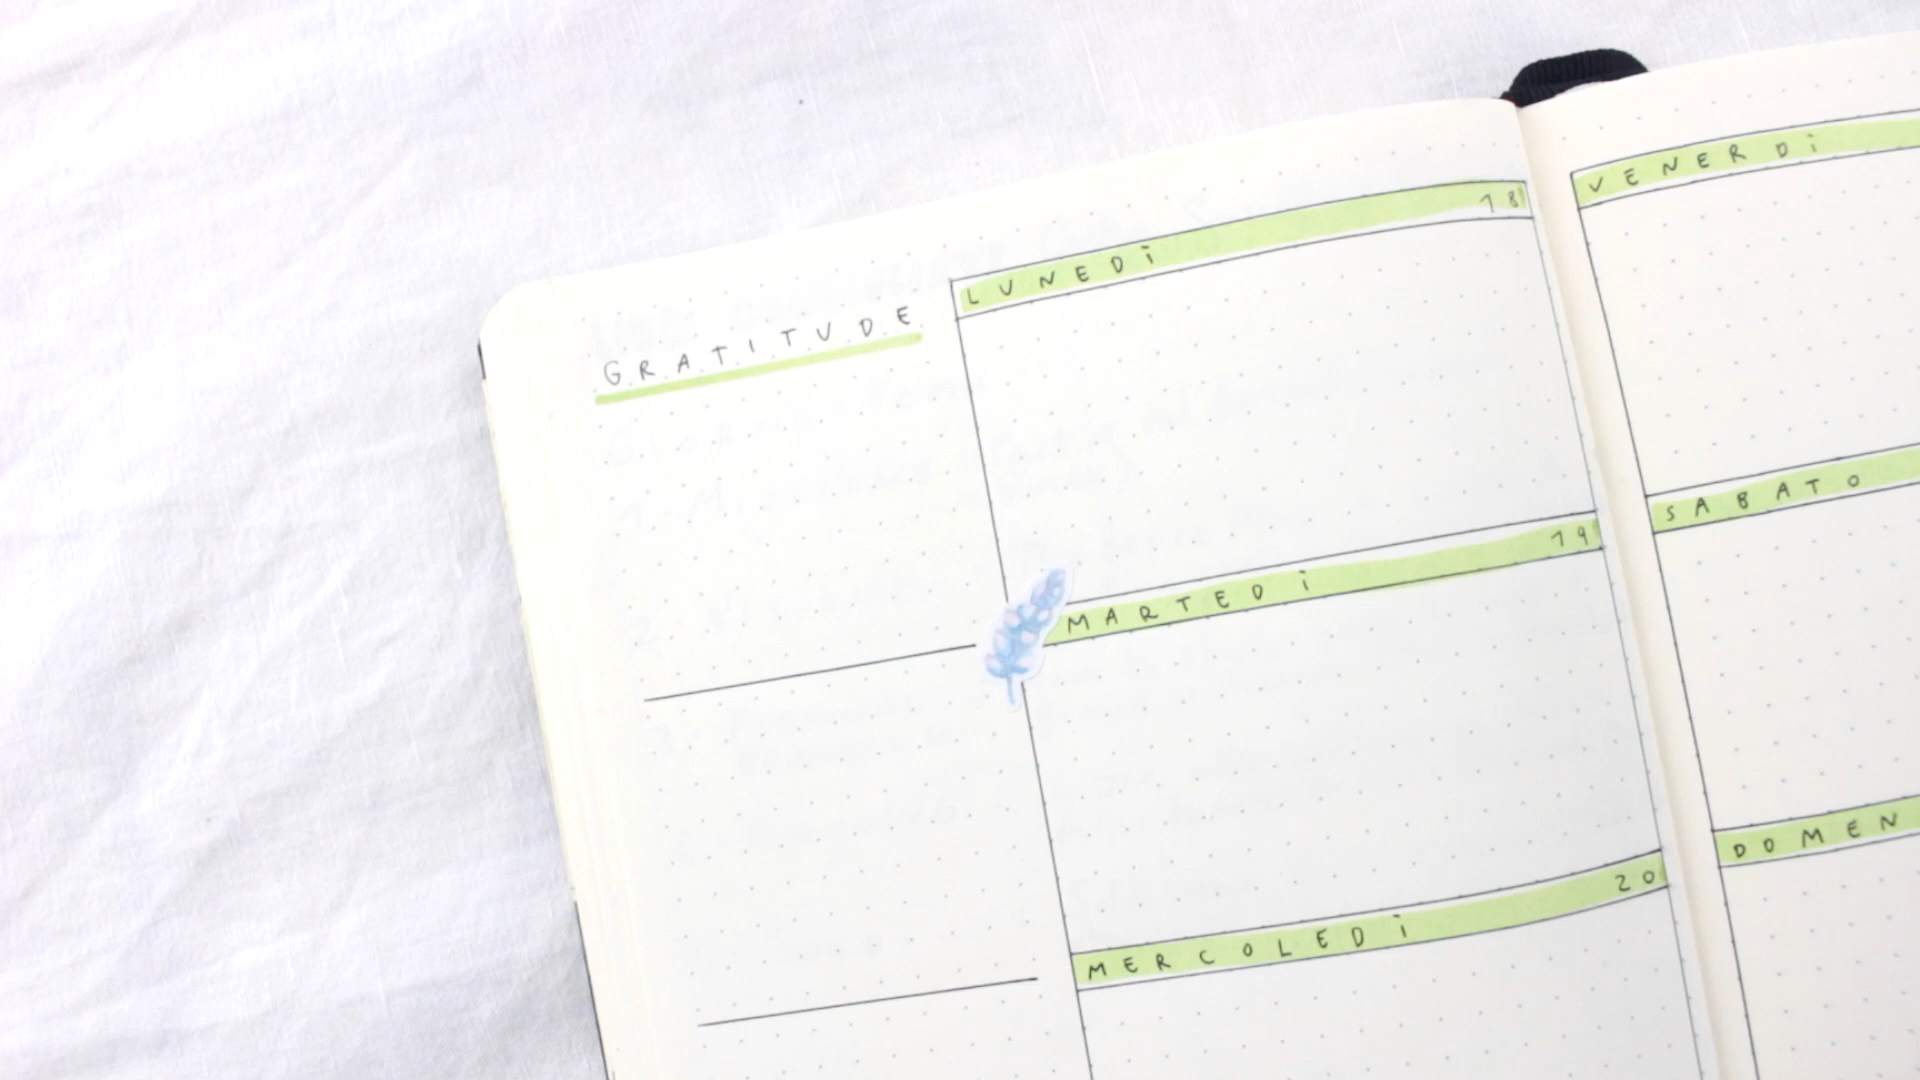 GRATITUDE
LUNEDì 18
MARTEDì 19
MERCOLEDì 20
VENERDì
SABATO
DOMEN